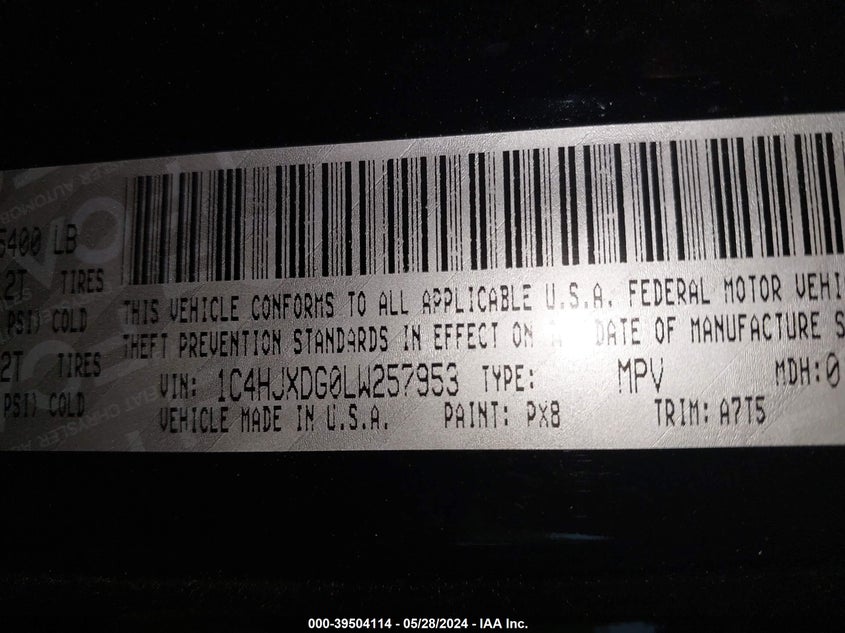 5400 LB
2T TIRES
PSI) COLD
2T TIRES
PSI) COLD
THIS VEHICLE CONFORMS TO ALL APPLICABLE U.S.A. FEDERAL MOTOR VEHI
THEFT PREVENTION STANDARDS IN EFFECT ON DATE OF MANUFACTURE S
VIN: 1C4HJXDG0LW257953 TYPE: MPV MDH:0
VEHICLE MADE IN U.S.A. PAINT: PX8 TRIM: A7T5
000-39504114 - 05/28/2024 - IAA Inc.